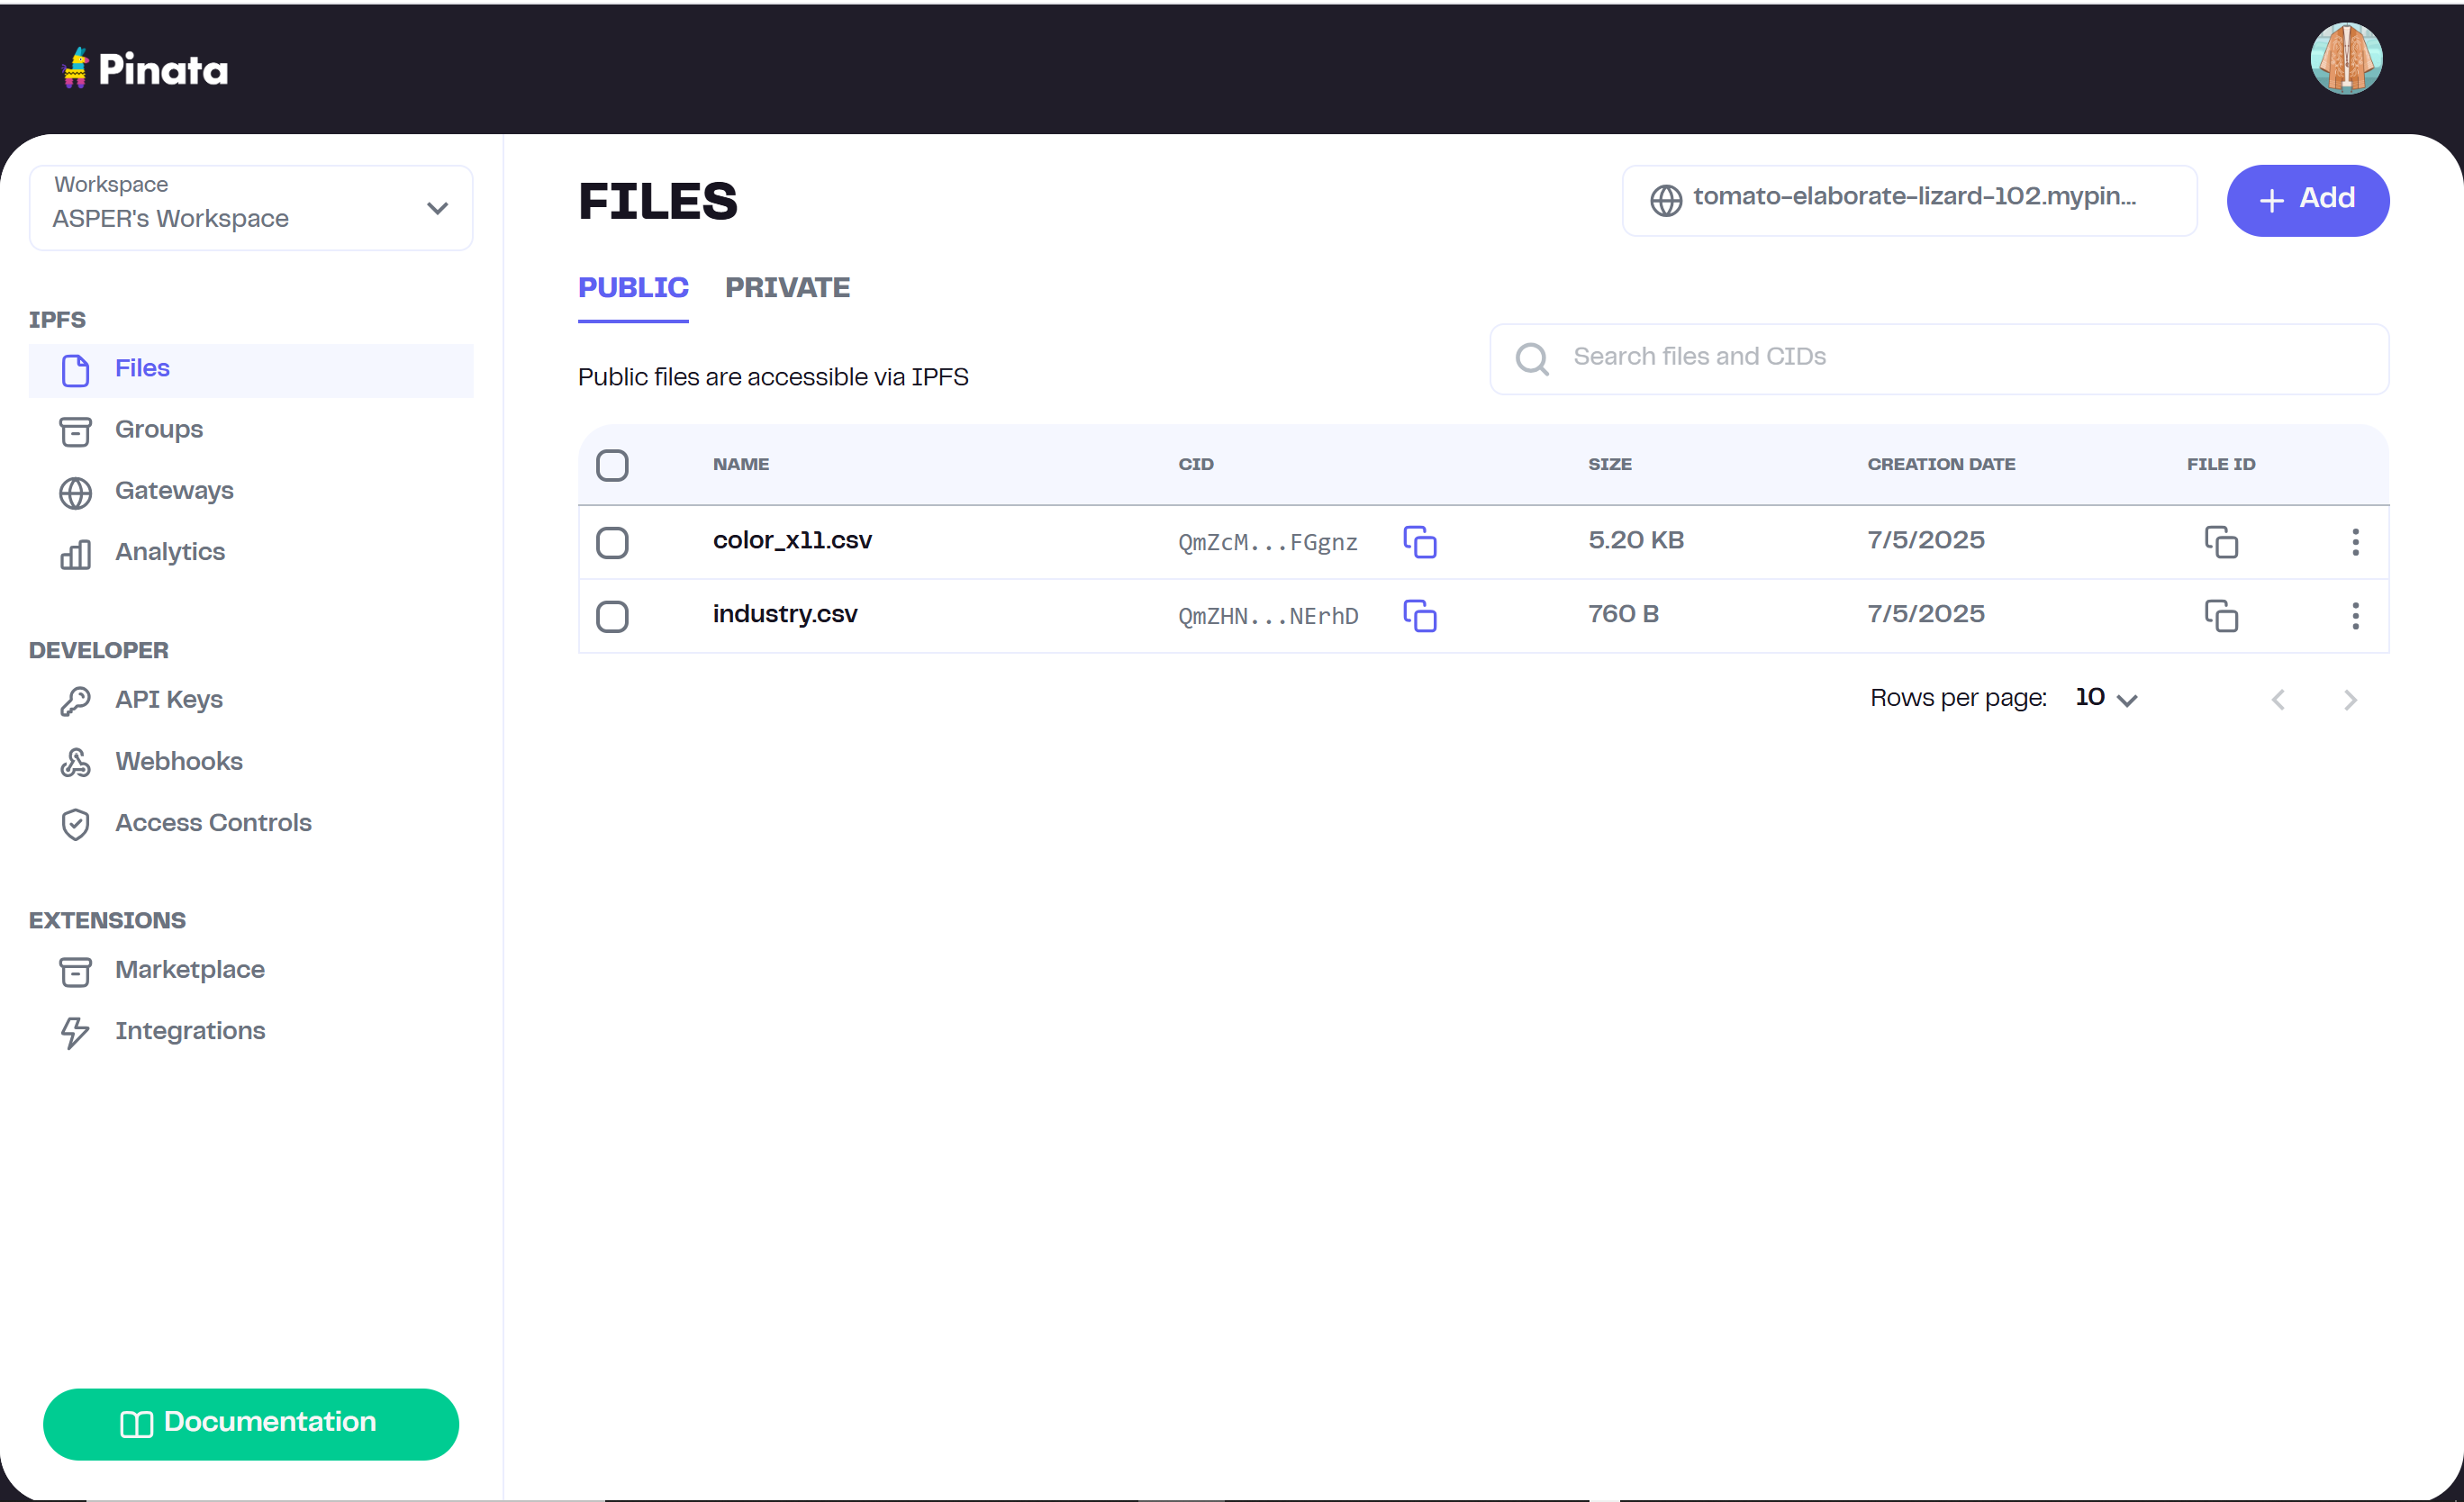 Pinata
Workspace
ASPER's Workspace
IPFS
Files
Groups
Gateways
Analytics
DEVELOPER
API Keys
Webhooks
Access Controls
EXTENSIONS
Marketplace
Integrations
Documentation
FILES
tomato-elaborate-lizard-102.mypin...
Add
PUBLIC PRIVATE
Public files are accessible via IPFS
Search files and CIDs
NAME CID SIZE CREATION DATE FILE ID
color_x11.csv QmZcM...FGgnz 5.20 KB 7/5/2025
industry.csv QmZHN...NErhD 760 B 7/5/2025
Rows per page: 10